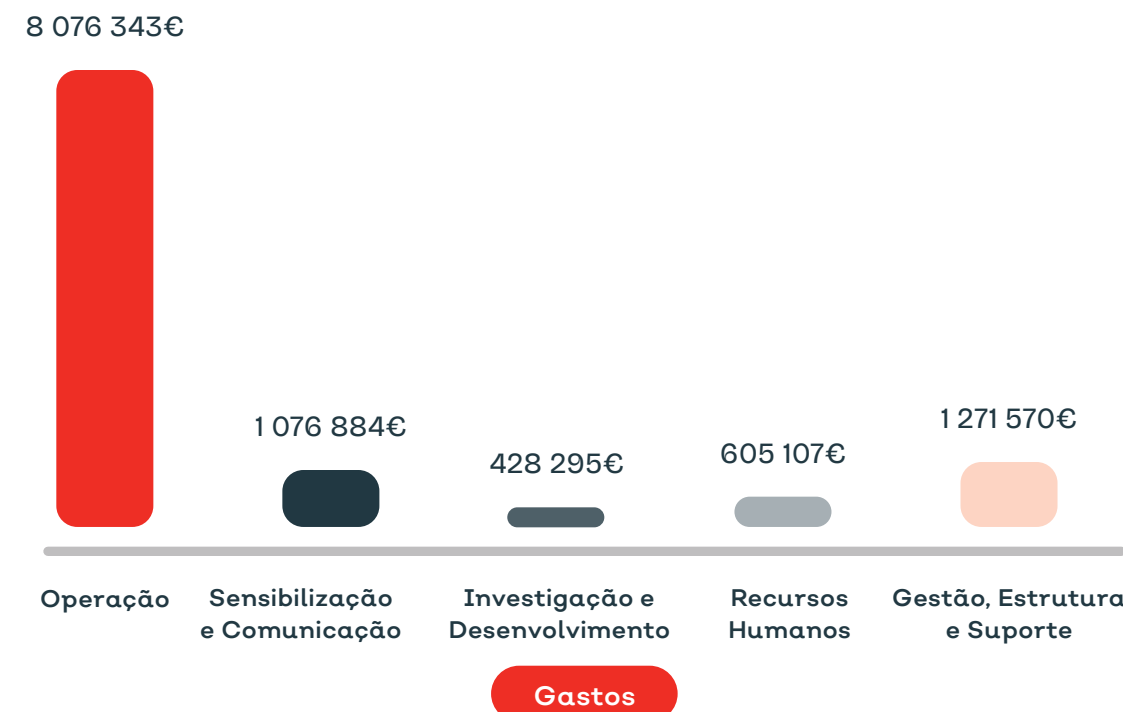 8 076 343€
1 076 884€
428 295€
605 107€
1 271 570€
Operação
Sensibilização
e Comunicação
Investigação e
Desenvolvimento
Recursos
Humanos
Gestão, Estrutura
e Suporte
Gastos